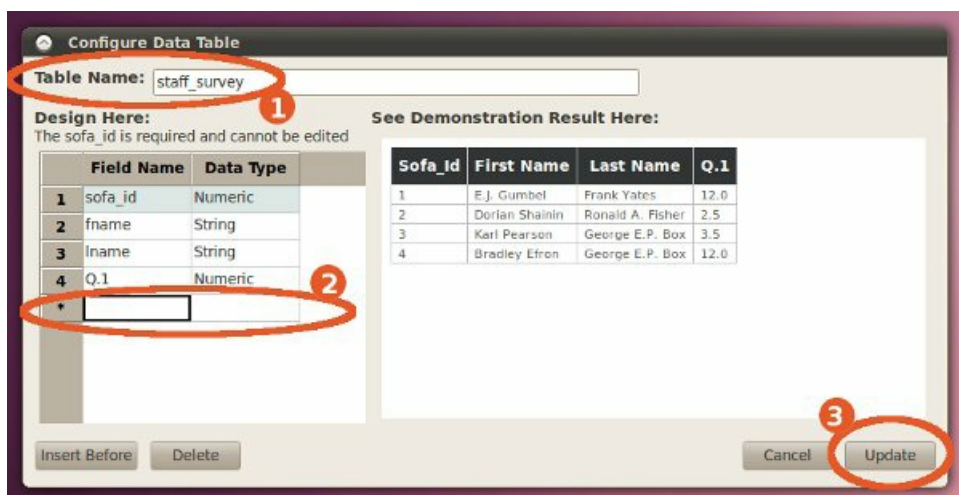 Configure Data Table
Table Name: staff_survey
1
Design Here:
The sofa_id is required and cannot be edited
Field Name Data Type
1 sofa_id Numeric
2 fname String
3 lname String
4 Q.1 Numeric
*
2
See Demonstration Result Here:
Sofa_Id First Name Last Name Q.1
1 E.J. Gumbel Frank Yates 12.0
2 Dorian Shainin Ronald A. Fisher 2.5
3 Karl Pearson George E.P. Box 3.5
4 Bradley Efron George E.P. Box 12.0
3
Insert Before Delete Cancel Update